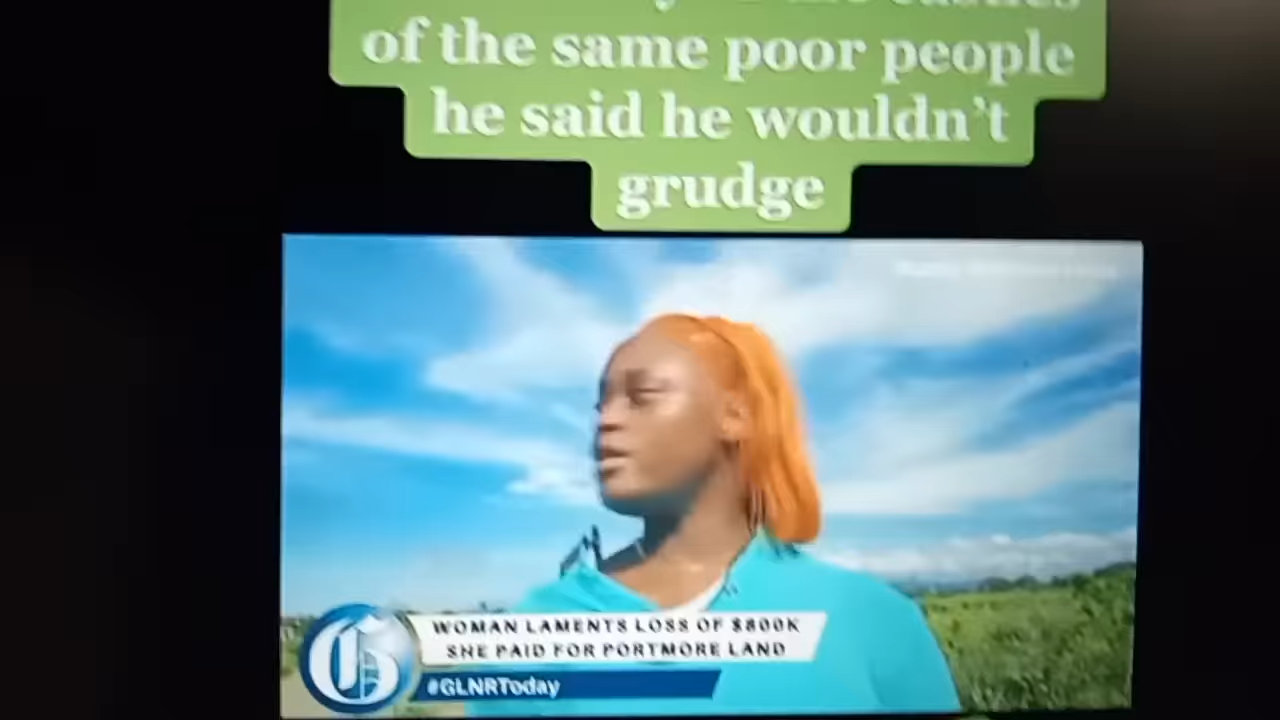 of the same poor people
he said he wouldn't
grudge
WOMAN LAMENTS LOSS OF $800K
SHE PAID FOR PORTMORE LAND
G
#GLNRToday